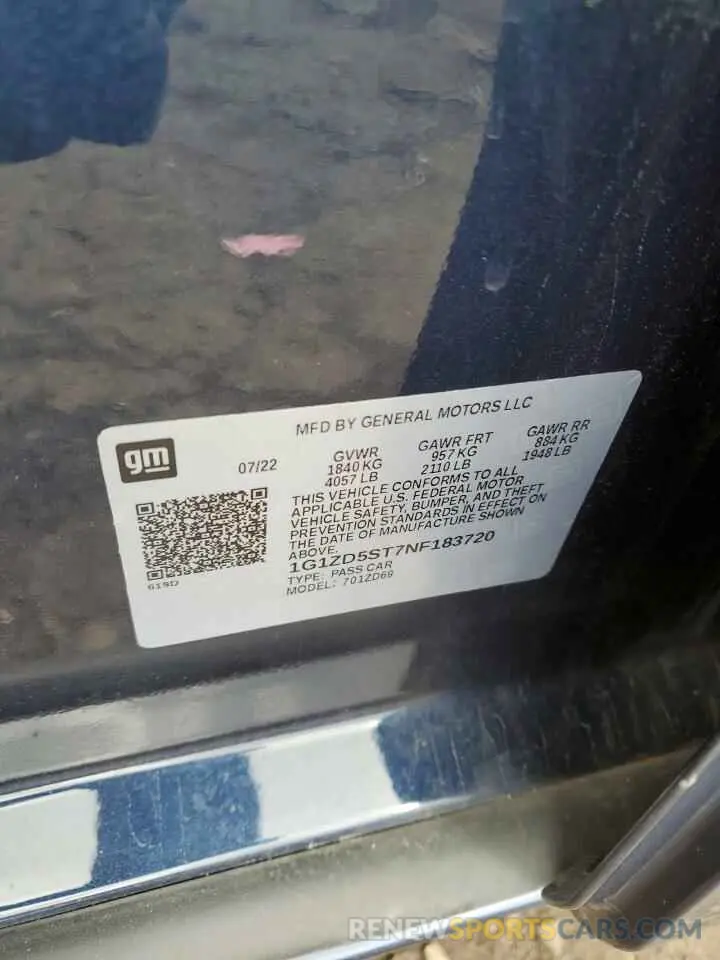 MFD BY GENERAL MOTORS LLC
gm
07/22
GVWR
1840 KG
4057 LB
GAWR FRT
957 KG
2110 LB
GAWR RR
884 KG
1948 LB
THIS VEHICLE CONFORMS TO ALL
APPLICABLE U.S. FEDERAL MOTOR
VEHICLE SAFETY, BUMPER, AND THEFT
PREVENTION STANDARDS IN EFFECT ON
THE DATE OF MANUFACTURE SHOWN
ABOVE.
1G1ZD5ST7NF183720
TYPE: PASS CAR
MODEL: 701ZD69
619D
RENEWSPORTSCARS.COM